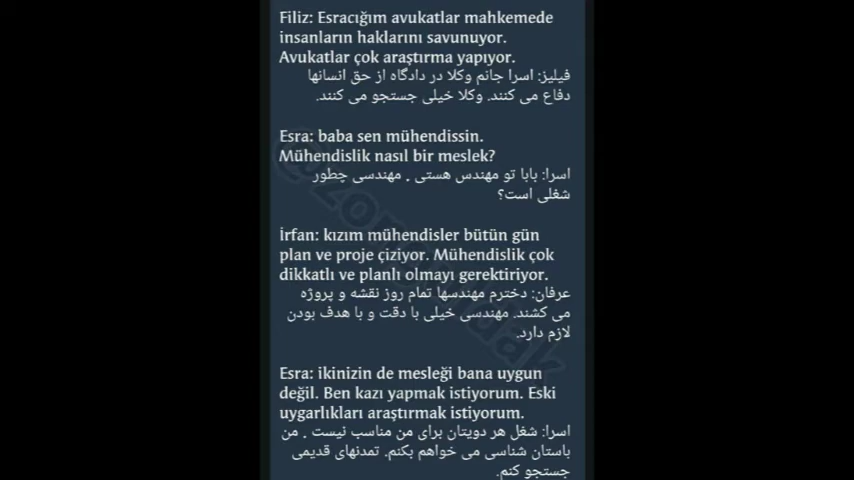 Filiz: Esracığım avukatlar mahkemede
insanların haklarını savunuyor.
Avukatlar çok araştırma yapıyor.
فیلیز: اسرا جانم وکلا در دادگاه از حق انسانها
دفاع می کنند. وکلا خیلی جستجو می کنند.
Esra: baba sen mühendissin.
Mühendislik nasıl bir meslek?
اسرا: بابا تو مهندس هستی . مهندسی چطور
شغلی است؟
İrfan: kızım mühendisler bütün gün
plan ve proje çiziyor. Mühendislik çok
dikkatlı ve planlı olmayı gerektiriyor.
عرفان: دخترم مهندسها تمام روز نقشه و پروژه
می کشند. مهندسی خیلی با دقت و با هدف بودن
لازم دارد.
Esra: ikinizin de mesleği bana uygun
değil. Ben kazı yapmak istiyorum. Eski
uygarlıkları araştırmak istiyorum.
اسرا: شغل هر دویتان برای من مناسب نیست . من
باستان شناسی می خواهم بکنم. تمدنهای قدیمی
جستجو کنم.